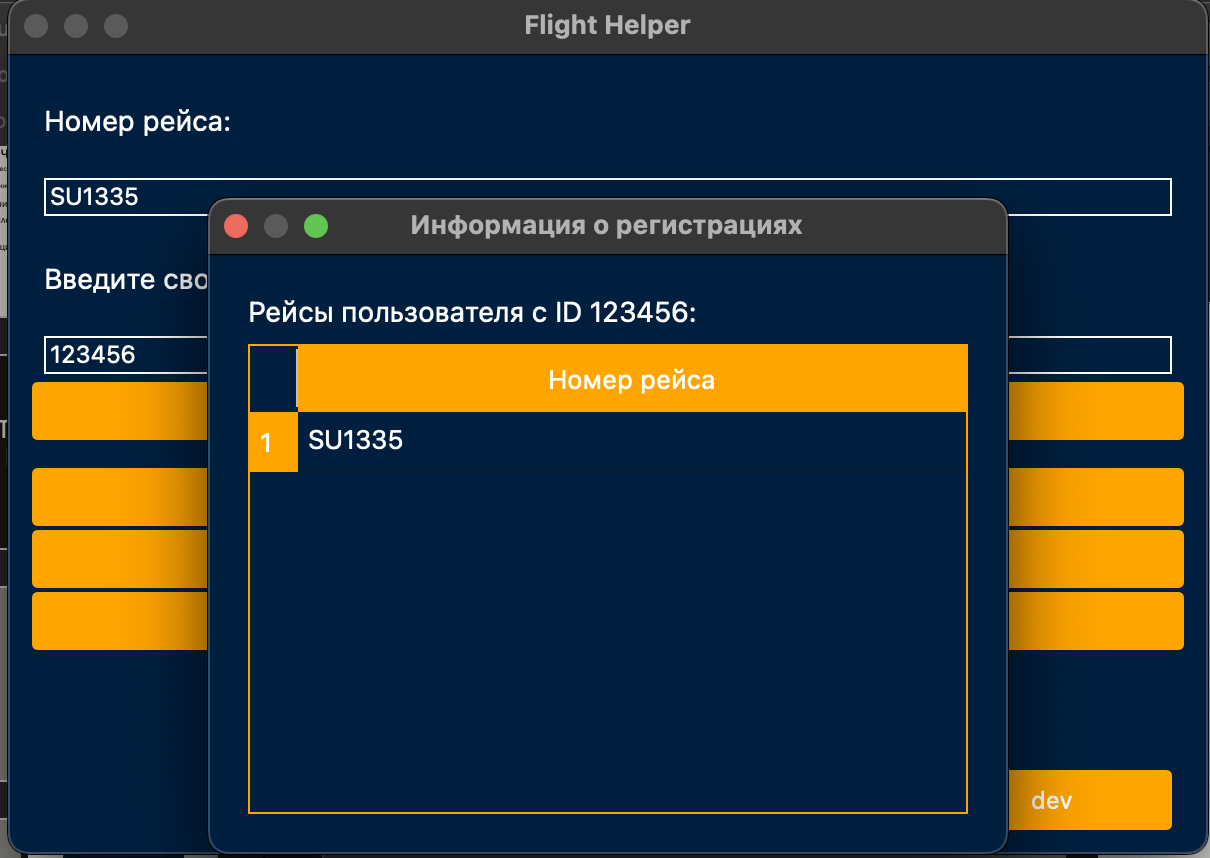 Flight Helper
Номер рейса:
SU1335
Информация о регистрациях
Введите сво
Рейсы пользователя с ID 123456:
123456
Номер рейса
1 SU1335
dev